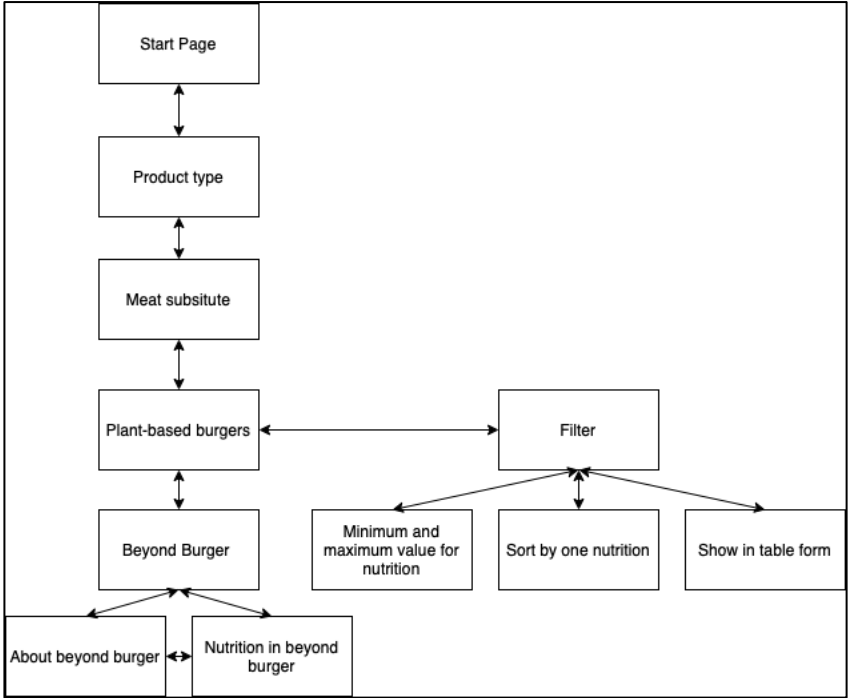 Start Page
Product type
Meat subsitute
Plant-based burgers
Filter
Beyond Burger
Minimum and
maximum value for
nutrition
Sort by one nutrition
Show in table form
About beyond burger
Nutrition in beyond
burger